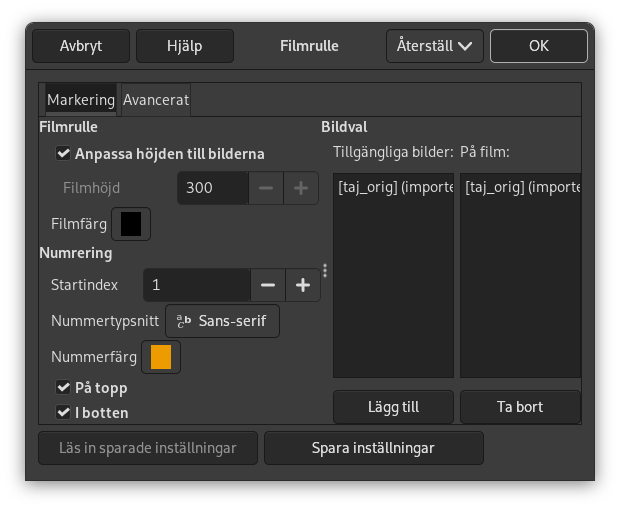 Avbryt Hjälp Filmrulle Återställ OK
Markering Avancerat
Filmrulle
Anpassa höjden till bilderna
Filmhöjd 300
Filmfärg
Numrering
Startindex 1
Nummertypsnitt Sans-serif
Nummerfärg
På topp
I botten
Bildval
Tillgängliga bilder: På film:
[taj_orig] (importe [taj_orig] (importe
Lägg till Ta bort
Läs in sparade inställningar Spara inställningar